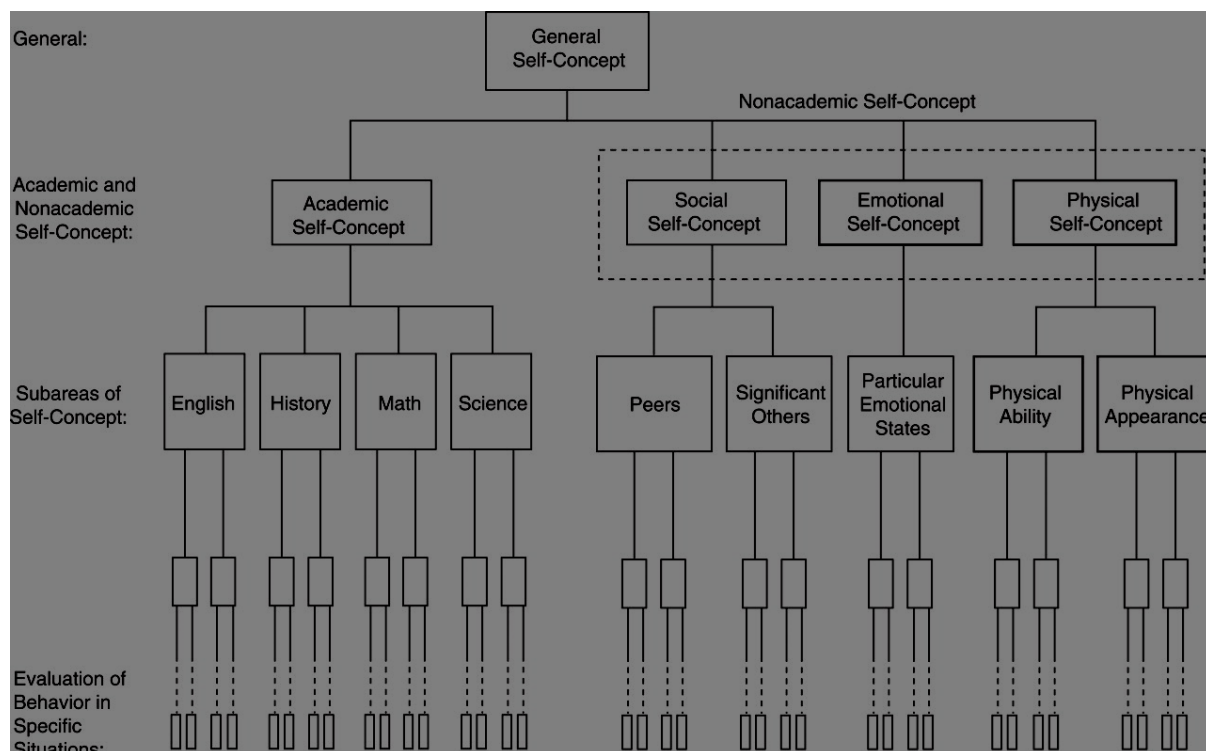 General:
General
Self-Concept
Nonacademic Self-Concept
Academic and
Nonacademic
Self-Concept:
Academic
Self-Concept
Social
Self-Concept
Emotional
Self-Concept
Physical
Self-Concept
Subareas of
Self-Concept:
English
History
Math
Science
Peers
Significant
Others
Particular
Emotional
States
Physical
Ability
Physical
Appearance
Evaluation of
Behavior in
Specific
Situations: